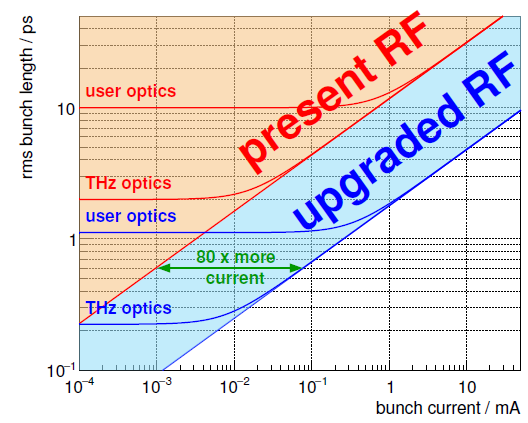 rms bunch length / ps
10
1
10⁻¹
user optics
THz optics
user optics
THz optics
present RF
upgraded RF
80 x more
current
10⁻⁴ 10⁻³ 10⁻² 10⁻¹ 1 10
bunch current / mA